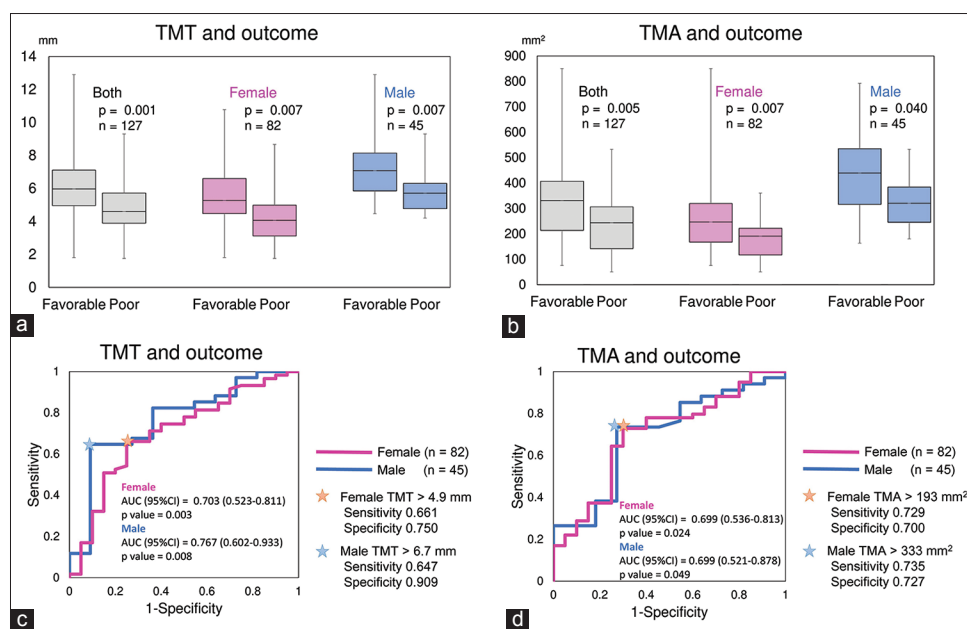 TMT and outcome
mm
14
12
10
8
6
4
2
0
Both
p = 0.001
n = 127
Female
p = 0.007
n = 82
Male
p = 0.007
n = 45
Favorable Poor
Favorable Poor
Favorable Poor
a
TMA and outcome
mm²
900
800
700
600
500
400
300
200
100
0
Both
p = 0.005
n = 127
Female
p = 0.007
n = 82
Male
p = 0.040
n = 45
Favorable Poor
Favorable Poor
Favorable Poor
b
TMT and outcome
Sensitivity
1
0.8
0.6
0.4
0.2
0
Female
AUC (95%CI) = 0.703 (0.523-0.811)
p value = 0.003
Male
AUC (95%CI) = 0.767 (0.602-0.933)
p value = 0.008
0 0.2 0.4 0.6 0.8 1
1-Specificity
Female (n = 82)
Male (n = 45)
Female TMT > 4.9 mm
Sensitivity 0.661
Specificity 0.750
Male TMT > 6.7 mm
Sensitivity 0.647
Specificity 0.909
c
TMA and outcome
Sensitivity
1
0.8
0.6
0.4
0.2
0
Female
AUC (95%CI) = 0.699 (0.536-0.813)
p value = 0.024
Male
AUC (95%CI) = 0.699 (0.521-0.878)
p value = 0.049
0 0.2 0.4 0.6 0.8 1
1-Specificity
Female (n = 82)
Male (n = 45)
Female TMA > 193 mm²
Sensitivity 0.729
Specificity 0.700
Male TMA > 333 mm²
Sensitivity 0.735
Specificity 0.727
d